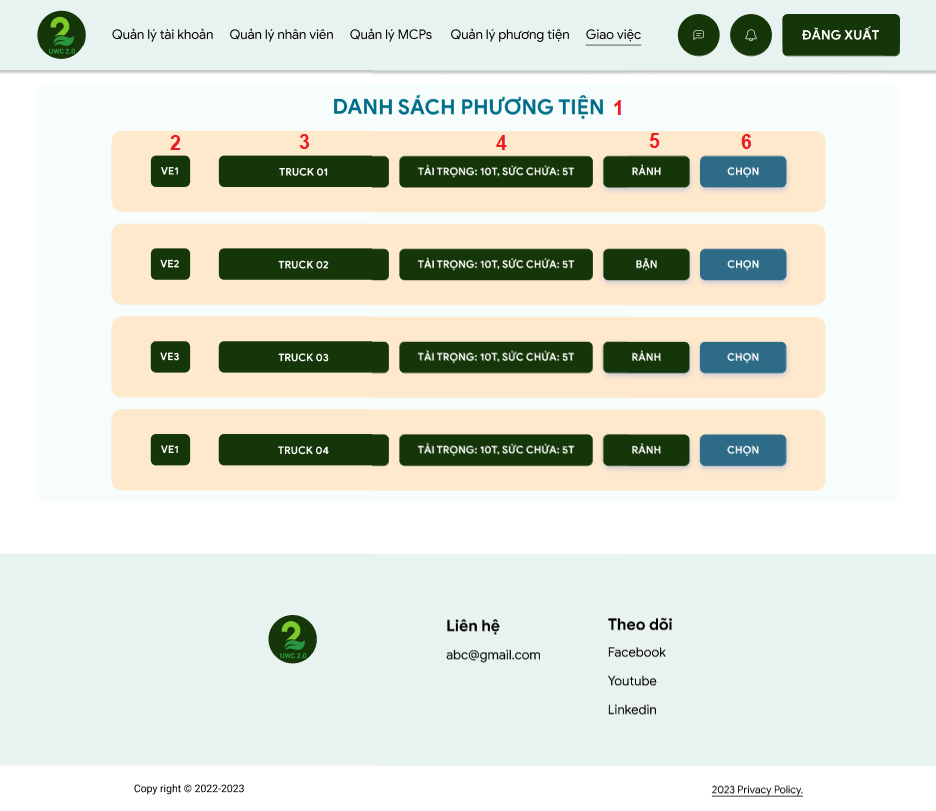 2
UWC 2.0
Quản lý tài khoản Quản lý nhân viên Quản lý MCPs Quản lý phương tiện Giao việc ĐĂNG XUẤT
DANH SÁCH PHƯƠNG TIỆN 1
2 3 4 5 6
VE1 TRUCK 01 TẢI TRỌNG: 10T, SỨC CHỨA: 5T RẢNH CHỌN
VE2 TRUCK 02 TẢI TRỌNG: 10T, SỨC CHỨA: 5T BẬN CHỌN
VE3 TRUCK 03 TẢI TRỌNG: 10T, SỨC CHỨA: 5T RẢNH CHỌN
VE1 TRUCK 04 TẢI TRỌNG: 10T, SỨC CHỨA: 5T RẢNH CHỌN
2
UWC 2.0
Liên hệ
abc@gmail.com
Theo dõi
Facebook
Youtube
Linkedin
Copy right © 2022-2023
2023 Privacy Policy.